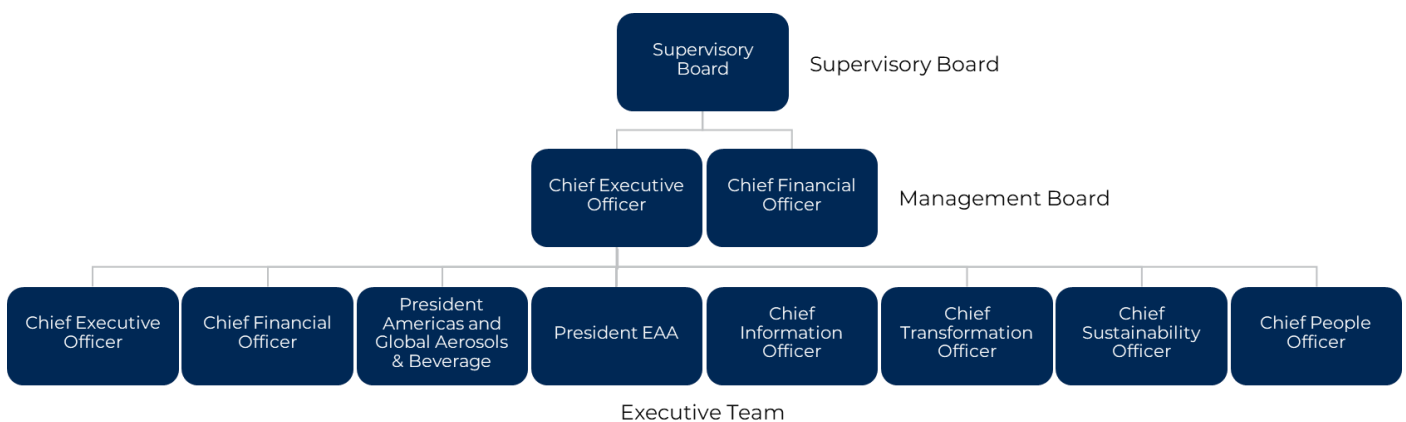 Supervisory
Board
Supervisory Board
Chief Executive
Officer
Chief Financial
Officer
Management Board
Chief Executive
Officer
Chief Financial
Officer
President
Americas and
Global Aerosols
& Beverage
President EAA
Chief
Information
Officer
Chief
Transformation
Officer
Chief
Sustainability
Officer
Chief People
Officer
Executive Team